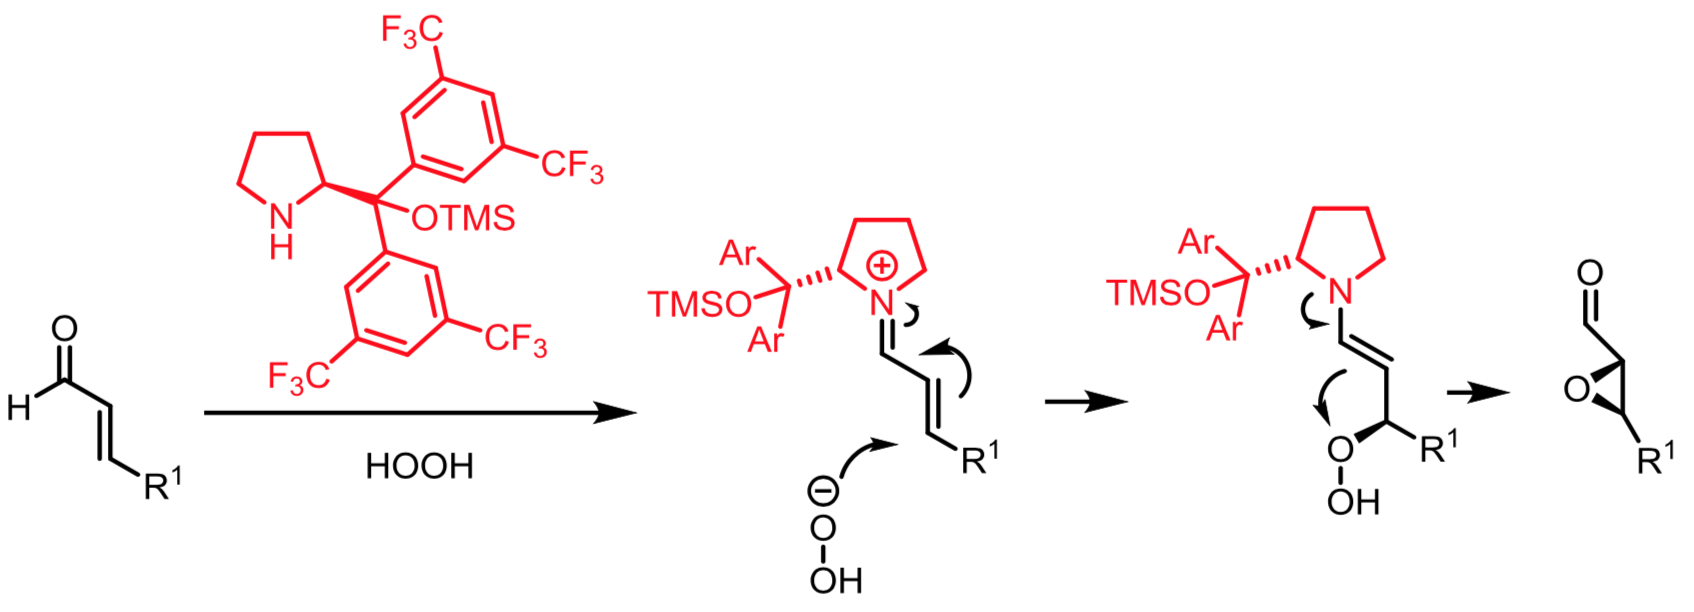 O
H
R¹
F₃C
CF₃
N
H
OTMS
CF₃
F₃C
HOOH
Ar
TMSO
Ar
⊕
N
R¹
⊖
O
OH
Ar
TMSO
Ar
N
O
R¹
OH
O
O
R¹